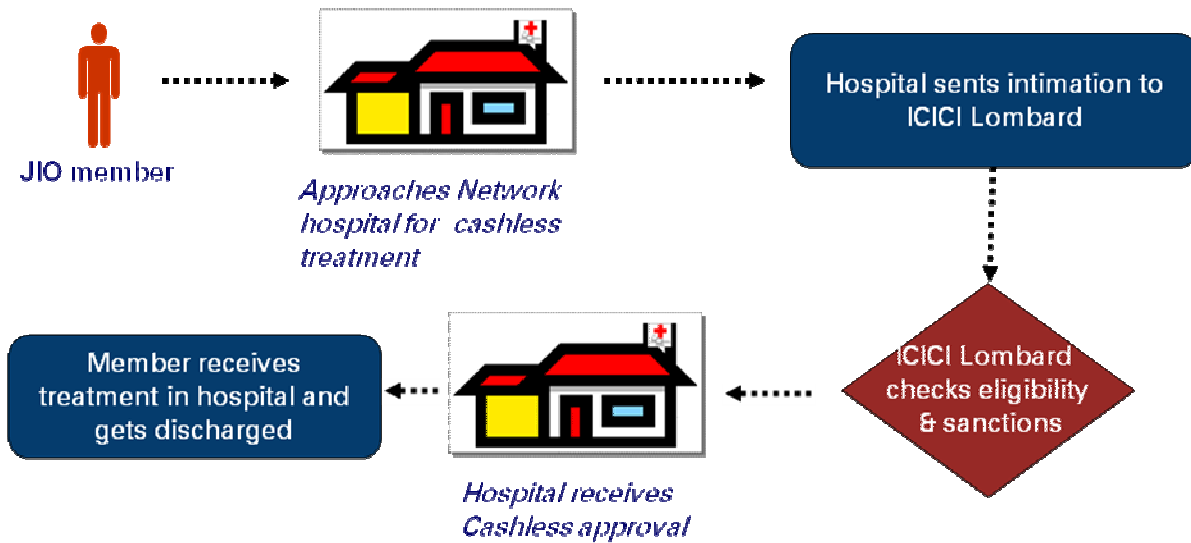 JIO member
Approaches Network
hospital for cashless
treatment
Hospital sents intimation to
ICICI Lombard
ICICI Lombard
checks eligibility
& sanctions
Hospital receives
Cashless approval
Member receives
treatment in hospital and
gets discharged